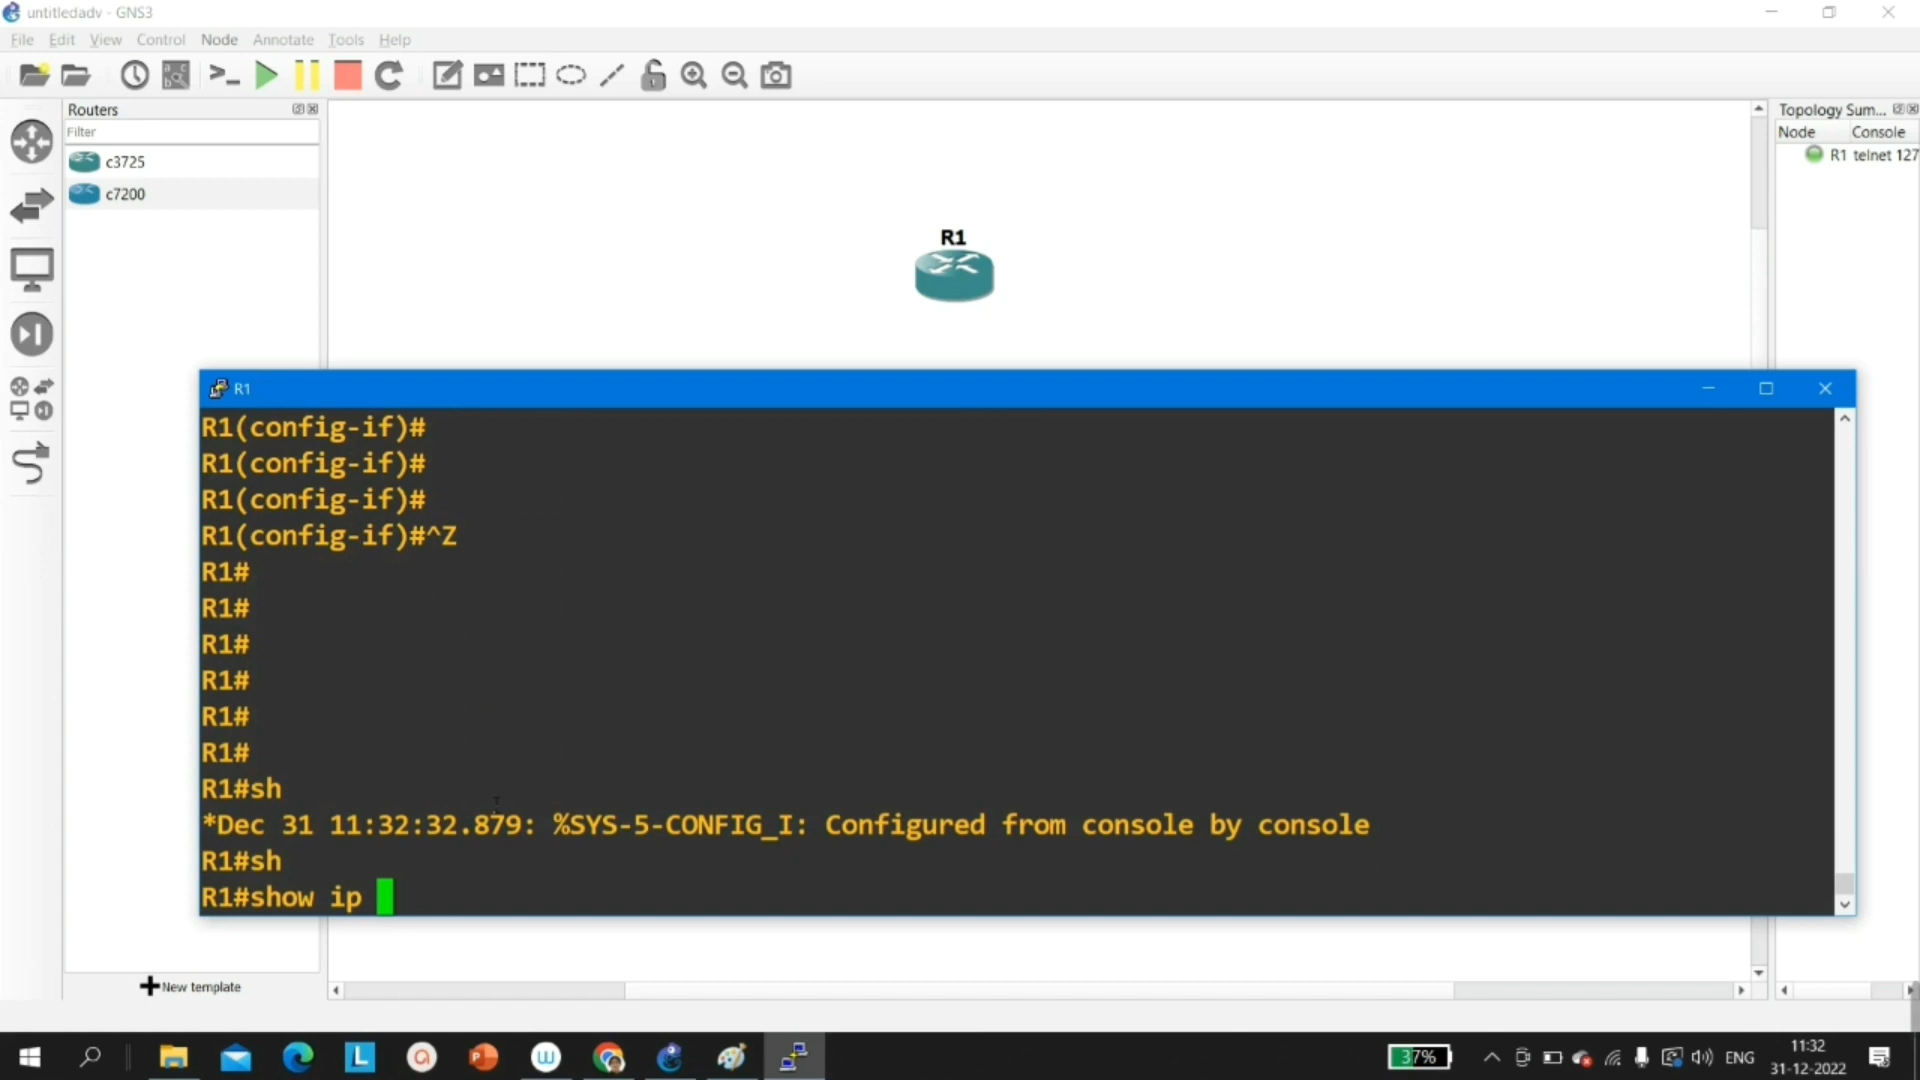 untitledadv - GNS3
File Edit View Control Node Annotate Tools Help
Routers
Filter
c3725
c7200
New template
R1
Topology Sum...
Node Console
R1 telnet 127
R1
R1(config-if)#
R1(config-if)#
R1(config-if)#
R1(config-if)#^Z
R1#
R1#
R1#
R1#
R1#
R1#
R1#sh
*Dec 31 11:32:32.879: %SYS-5-CONFIG_I: Configured from console by console
R1#sh
R1#show ip
37%
ENG
11:32
31-12-2022